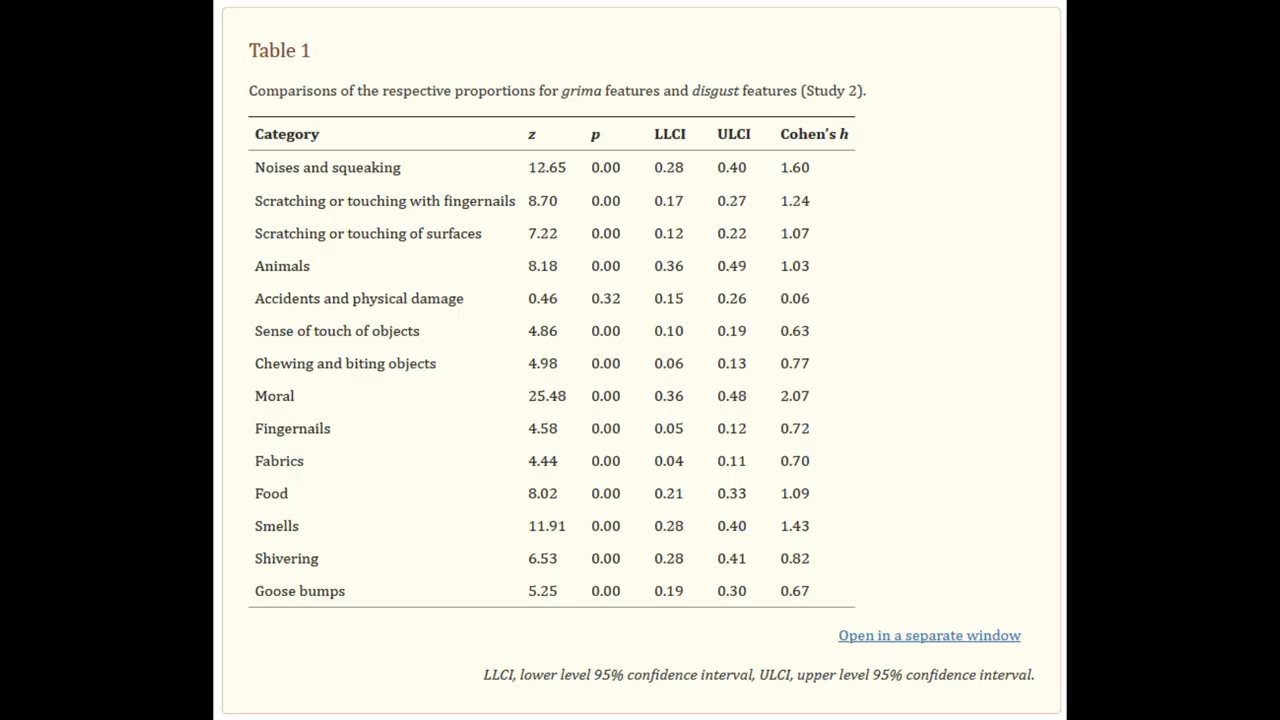 Table 1
Comparisons of the respective proportions for grima features and disgust features (Study 2).
Category z p LLCI ULCI Cohen's h
Noises and squeaking 12.65 0.00 0.28 0.40 1.60
Scratching or touching with fingernails 8.70 0.00 0.17 0.27 1.24
Scratching or touching of surfaces 7.22 0.00 0.12 0.22 1.07
Animals 8.18 0.00 0.36 0.49 1.03
Accidents and physical damage 0.46 0.32 0.15 0.26 0.06
Sense of touch of objects 4.86 0.00 0.10 0.19 0.63
Chewing and biting objects 4.98 0.00 0.06 0.13 0.77
Moral 25.48 0.00 0.36 0.48 2.07
Fingernails 4.58 0.00 0.05 0.12 0.72
Fabrics 4.44 0.00 0.04 0.11 0.70
Food 8.02 0.00 0.21 0.33 1.09
Smells 11.91 0.00 0.28 0.40 1.43
Shivering 6.53 0.00 0.28 0.41 0.82
Goose bumps 5.25 0.00 0.19 0.30 0.67
Open in a separate window
LLCI, lower level 95% confidence interval, ULCI, upper level 95% confidence interval.